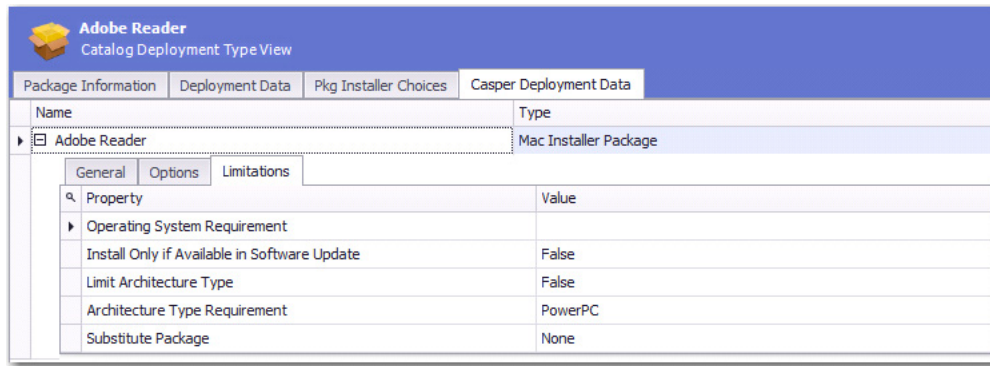 Adobe Reader
Catalog Deployment Type View
Package Information Deployment Data Pkg Installer Choices Casper Deployment Data
Name Type
Adobe Reader Mac Installer Package
General Options Limitations
Property Value
Operating System Requirement
Install Only if Available in Software Update False
Limit Architecture Type False
Architecture Type Requirement PowerPC
Substitute Package None